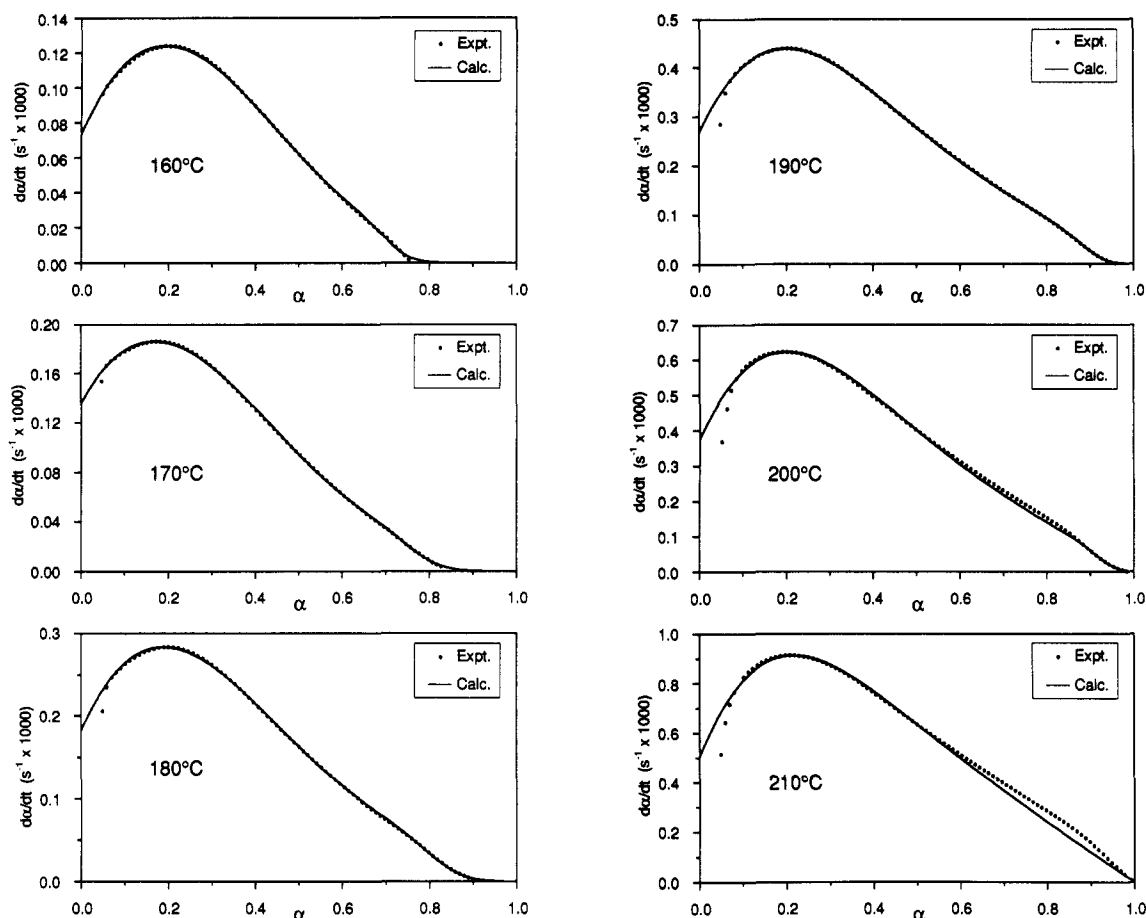 0.14
0.12
0.10
0.08
0.06
0.04
0.02
0.00
dα/dt (s⁻¹ x 1000)
Expt.
Calc.
160°C
0.0 0.2 0.4 0.6 0.8 1.0
α
0.20
0.16
0.12
0.08
0.04
0.00
dα/dt (s⁻¹ x 1000)
Expt.
Calc.
170°C
0.0 0.2 0.4 0.6 0.8 1.0
α
0.3
0.2
0.1
0.0
dα/dt (s⁻¹ x 1000)
Expt.
Calc.
180°C
0.0 0.2 0.4 0.6 0.8 1.0
α
0.5
0.4
0.3
0.2
0.1
0.0
dα/dt (s⁻¹ x 1000)
Expt.
Calc.
190°C
0.0 0.2 0.4 0.6 0.8 1.0
α
0.7
0.6
0.5
0.4
0.3
0.2
0.1
0.0
dα/dt (s⁻¹ x 1000)
Expt.
Calc.
200°C
0.0 0.2 0.4 0.6 0.8 1.0
α
1.0
0.8
0.6
0.4
0.2
0.0
dα/dt (s⁻¹ x 1000)
Expt.
Calc.
210°C
0.0 0.2 0.4 0.6 0.8 1.0
α